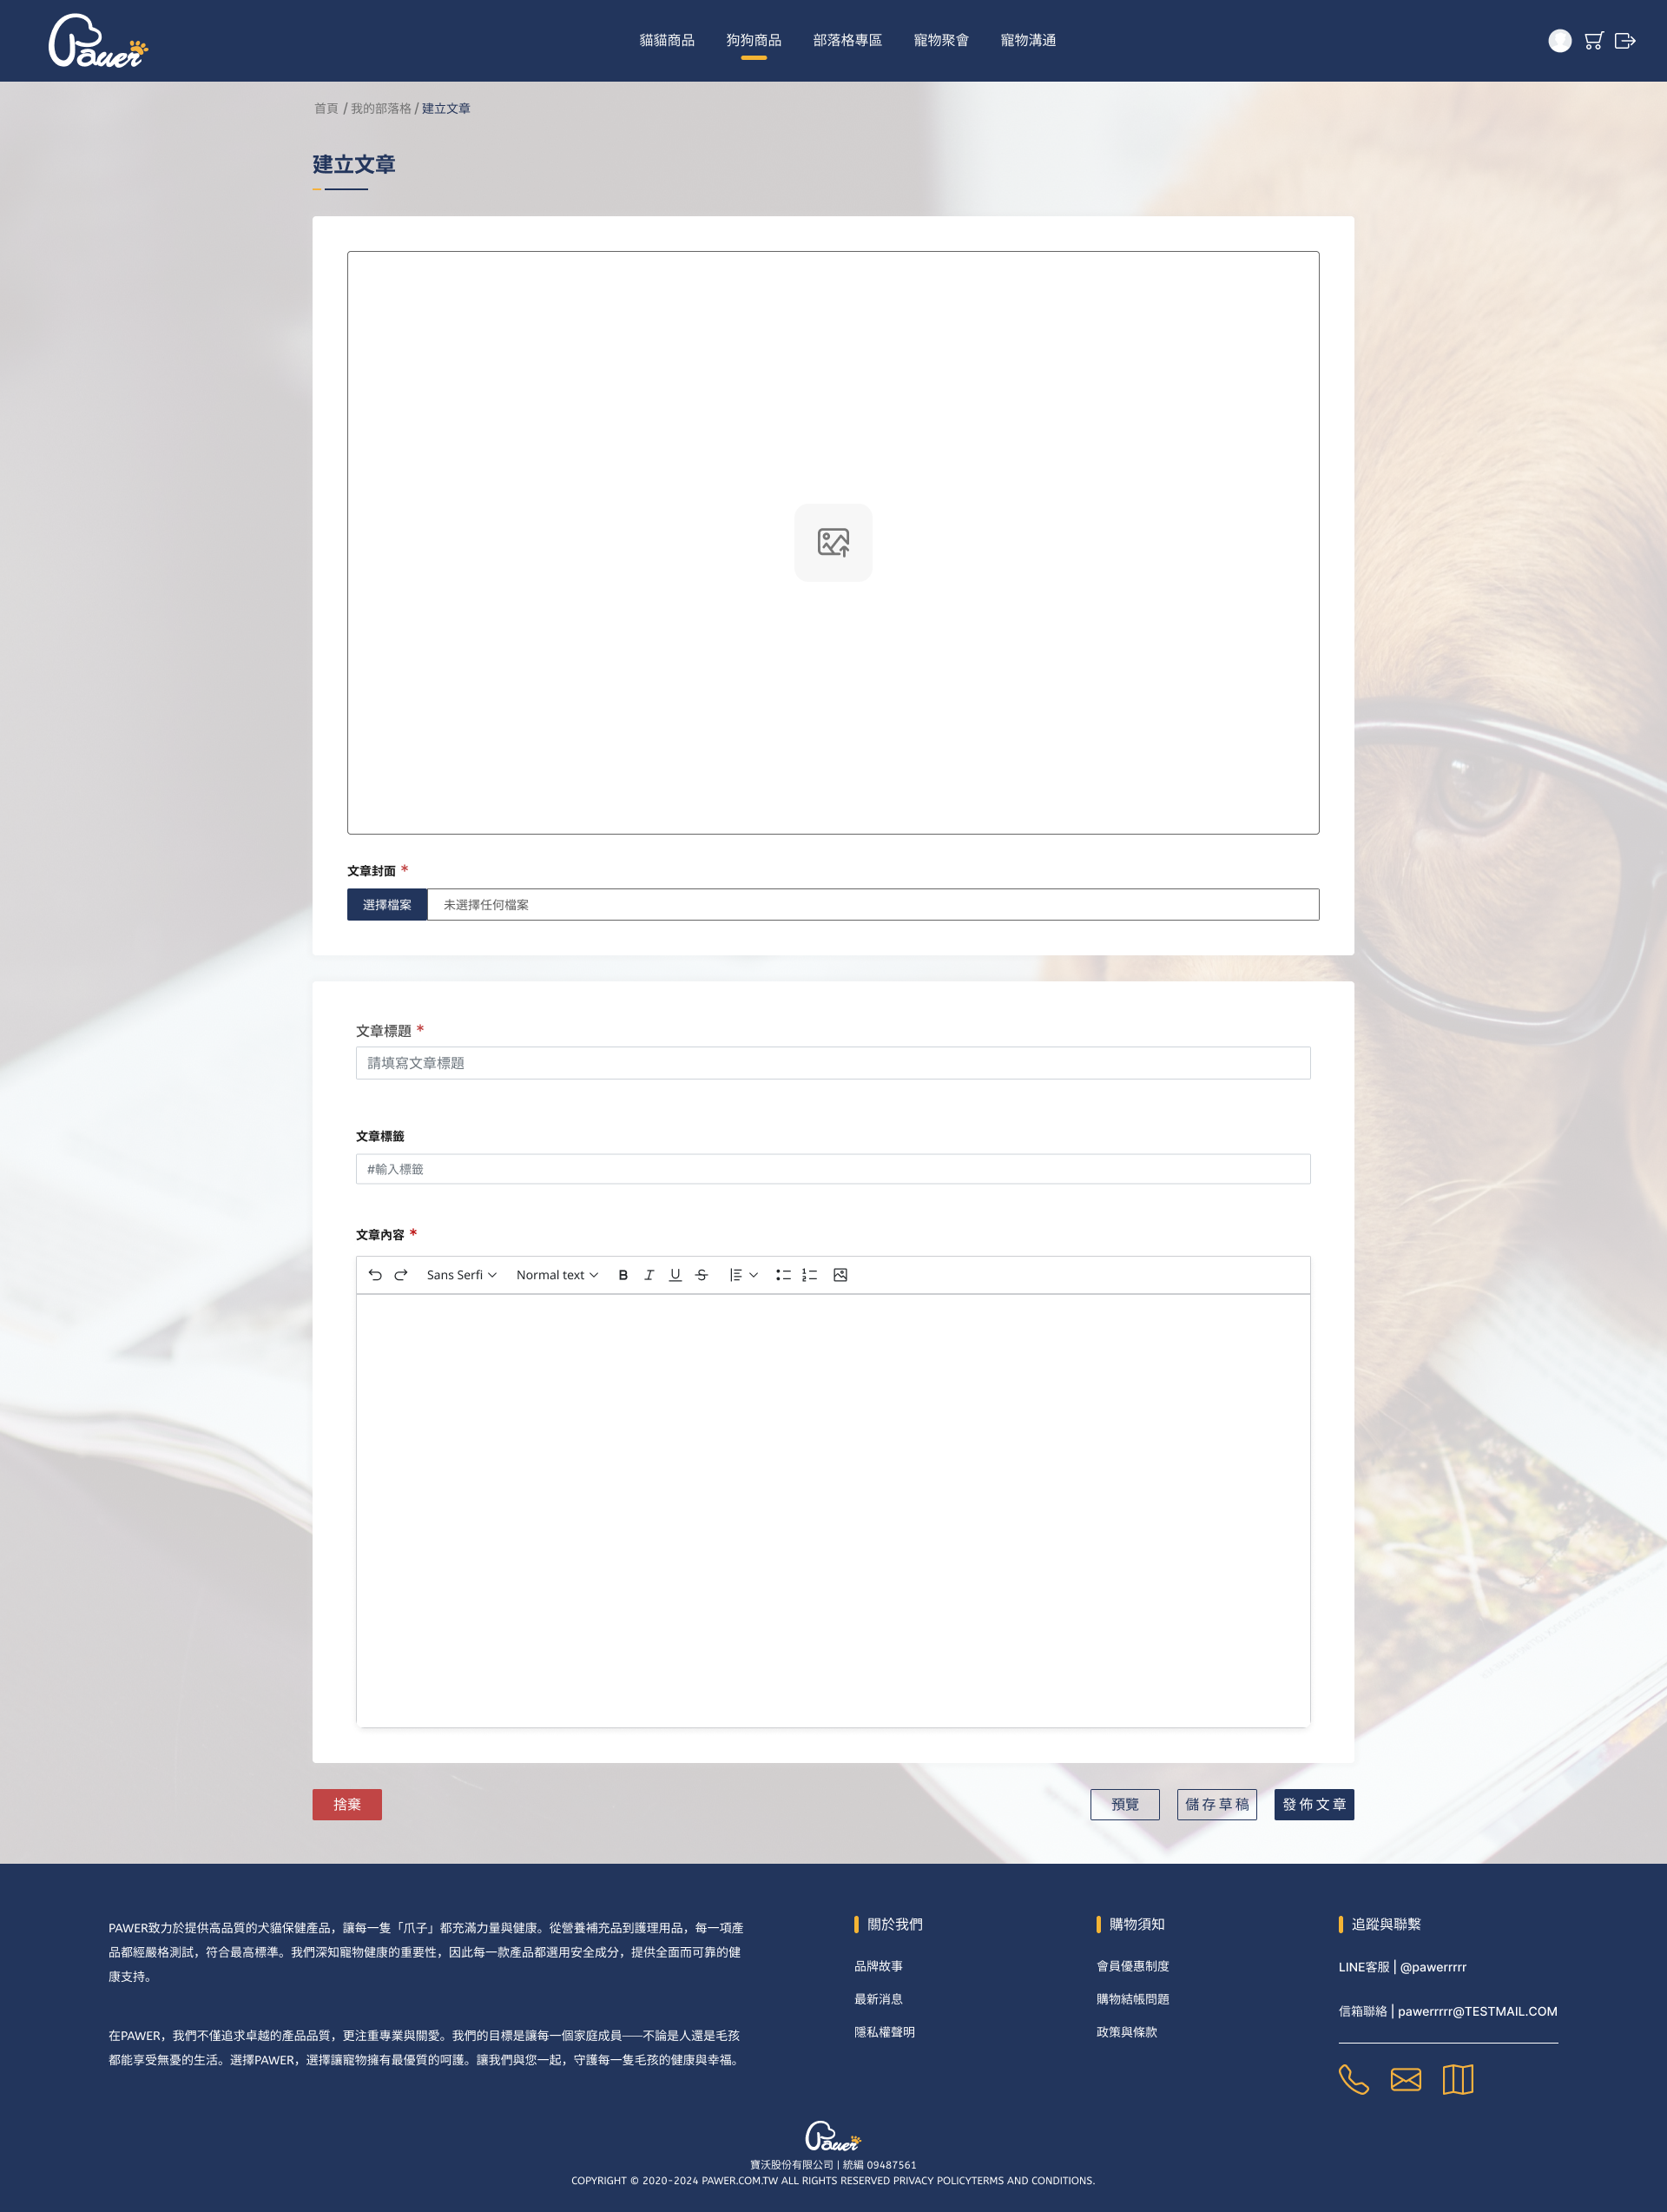 Pawer
貓貓商品 狗狗商品 部落格專區 寵物聚會 寵物溝通
首頁 / 我的部落格 / 建立文章
建立文章
文章封面 *
選擇檔案 未選擇任何檔案
文章標題 *
請填寫文章標題
文章標籤
#輸入標籤
文章內容 *
Sans Serfi Normal text B I U S
捨棄 預覽 儲存草稿 發佈文章
PAWER致力於提供高品質的犬貓保健產品，讓每一隻「爪子」都充滿力量與健康。從營養補充品到護理用品，每一項產
品都經嚴格測試，符合最高標準。我們深知寵物健康的重要性，因此每一款產品都選用安全成分，提供全面而可靠的健
康支持。
在PAWER，我們不僅追求卓越的產品品質，更注重專業與關愛。我們的目標是讓每一個家庭成員——不論是人還是毛孩
都能享受無憂的生活。選擇PAWER，選擇讓寵物擁有最優質的呵護。讓我們與您一起，守護每一隻毛孩的健康與幸福。
關於我們
品牌故事
最新消息
隱私權聲明
購物須知
會員優惠制度
購物結帳問題
政策與條款
追蹤與聯繫
LINE客服 | @pawerrrrr
信箱聯絡 | pawerrrrr@TESTMAIL.COM
Pawer
寶沃股份有限公司 | 統編 09487561
COPYRIGHT © 2020-2024 PAWER.COM.TW ALL RIGHTS RESERVED PRIVACY POLICYTERMS AND CONDITIONS.